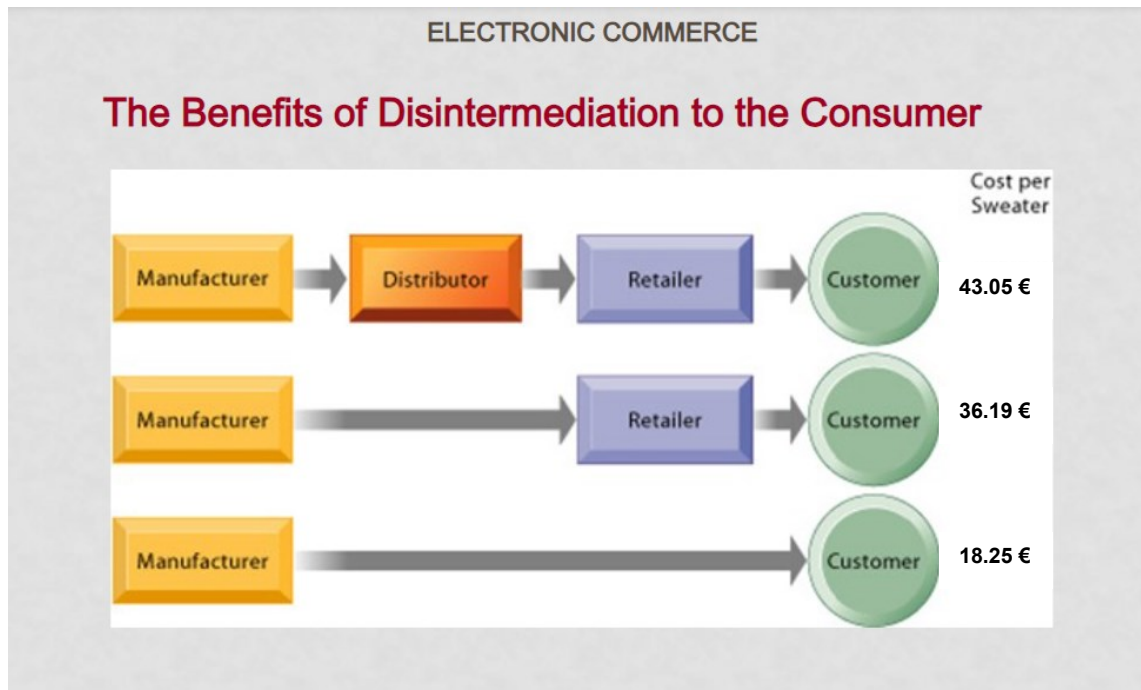 ELECTRONIC COMMERCE
The Benefits of Disintermediation to the Consumer
Cost per
Sweater
Manufacturer
Distributor
Retailer
Customer
43.05 €
Manufacturer
Retailer
Customer
36.19 €
Manufacturer
Customer
18.25 €